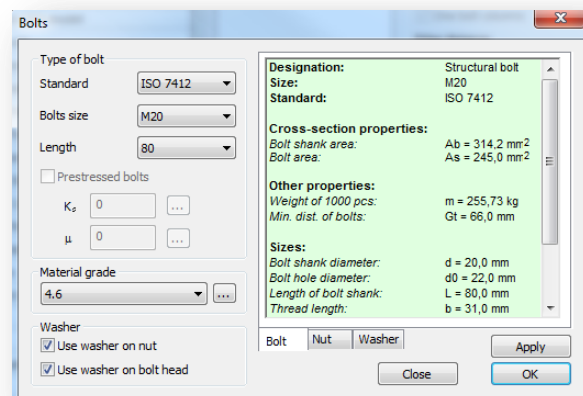 Bolts
Type of bolt
Standard
ISO 7412
Bolts size
M20
Length
80
Prestressed bolts
Ks
0
...
μ
0
...
Material grade
4.6
...
Washer
Use washer on nut
Use washer on bolt head
Designation: Structural bolt
Size: M20
Standard: ISO 7412
Cross-section properties:
Bolt shank area: Ab = 314,2 mm2
Bolt area: As = 245,0 mm2
Other properties:
Weight of 1000 pcs: m = 255,73 kg
Min. dist. of bolts: Gt = 66,0 mm
Sizes:
Bolt shank diameter: d = 20,0 mm
Bolt hole diameter: d0 = 22,0 mm
Length of bolt shank: L = 80,0 mm
Thread length: b = 31,0 mm
Bolt Nut Washer
Apply
Close OK